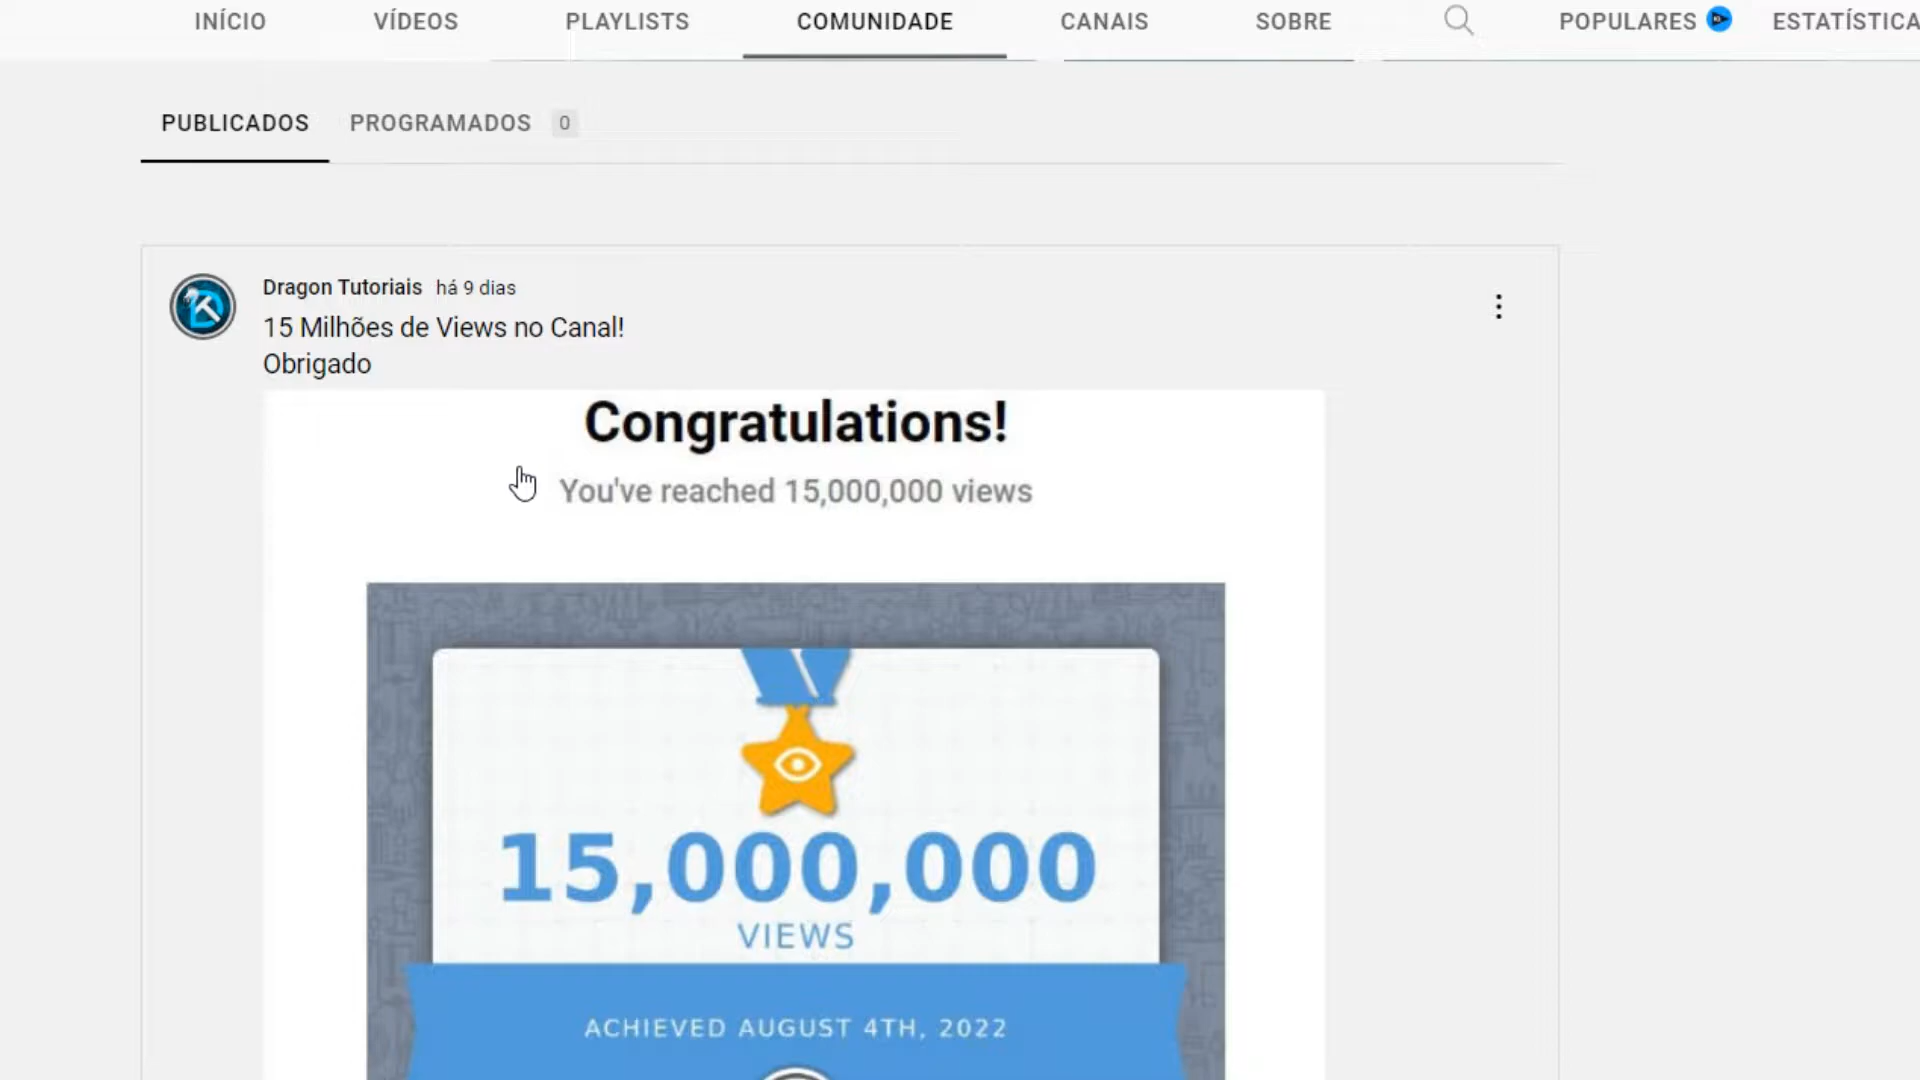 INÍCIO VÍDEOS PLAYLISTS COMUNIDADE CANAIS SOBRE POPULARES ESTATÍSTICA
PUBLICADOS PROGRAMADOS 0
Dragon Tutoriais há 9 dias
15 Milhões de Views no Canal!
Obrigado
Congratulations!
You've reached 15,000,000 views
15,000,000
VIEWS
ACHIEVED AUGUST 4TH, 2022